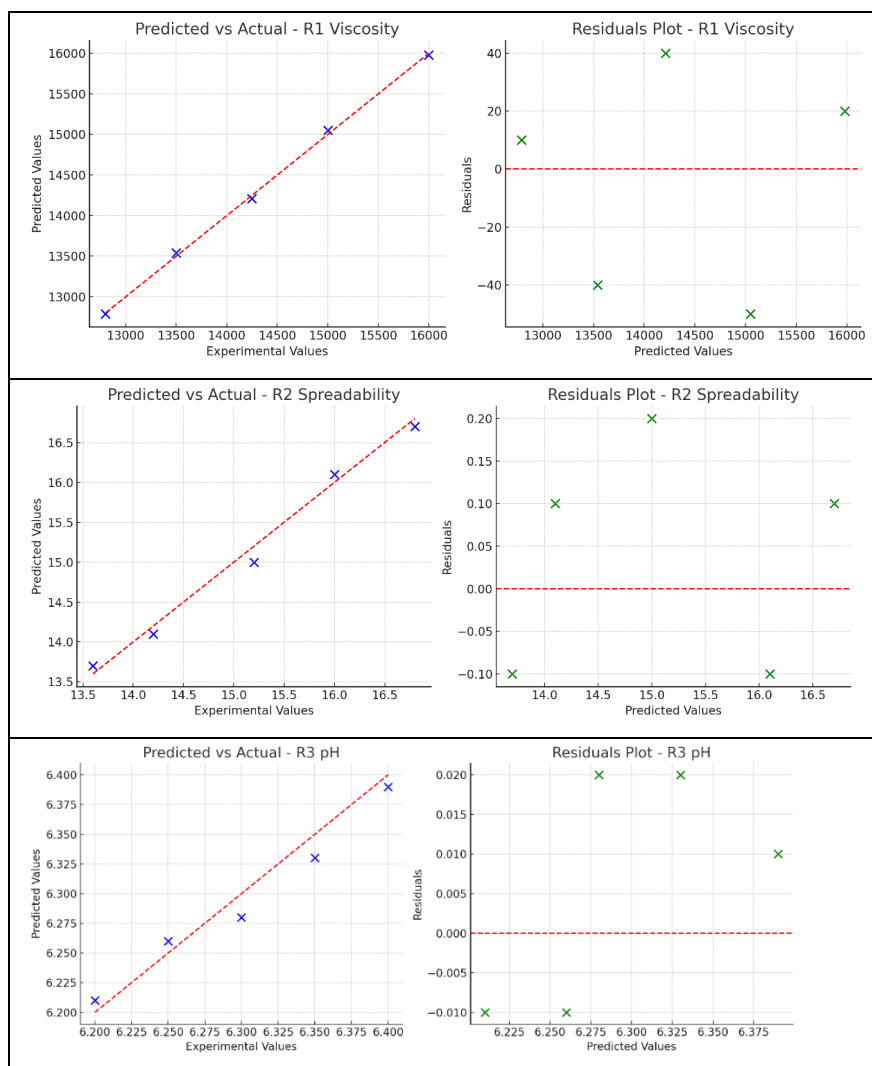 Predicted vs Actual - R1 Viscosity
16000
15500
15000
14500
14000
13500
13000
Predicted Values
13000 13500 14000 14500 15000 15500 16000
Experimental Values
Residuals Plot - R1 Viscosity
40
20
0
−20
−40
Residuals
13000 13500 14000 14500 15000 15500 16000
Predicted Values
Predicted vs Actual - R2 Spreadability
16.5
16.0
15.5
15.0
14.5
14.0
13.5
Predicted Values
13.5 14.0 14.5 15.0 15.5 16.0 16.5
Experimental Values
Residuals Plot - R2 Spreadability
0.20
0.15
0.10
0.05
0.00
−0.05
−0.10
Residuals
14.0 14.5 15.0 15.5 16.0 16.5
Predicted Values
Predicted vs Actual - R3 pH
6.400
6.375
6.350
6.325
6.300
6.275
6.250
6.225
6.200
Predicted Values
6.200 6.225 6.250 6.275 6.300 6.325 6.350 6.375 6.400
Experimental Values
Residuals Plot - R3 pH
0.020
0.015
0.010
0.005
0.000
−0.005
−0.010
Residuals
6.225 6.250 6.275 6.300 6.325 6.350 6.375
Predicted Values